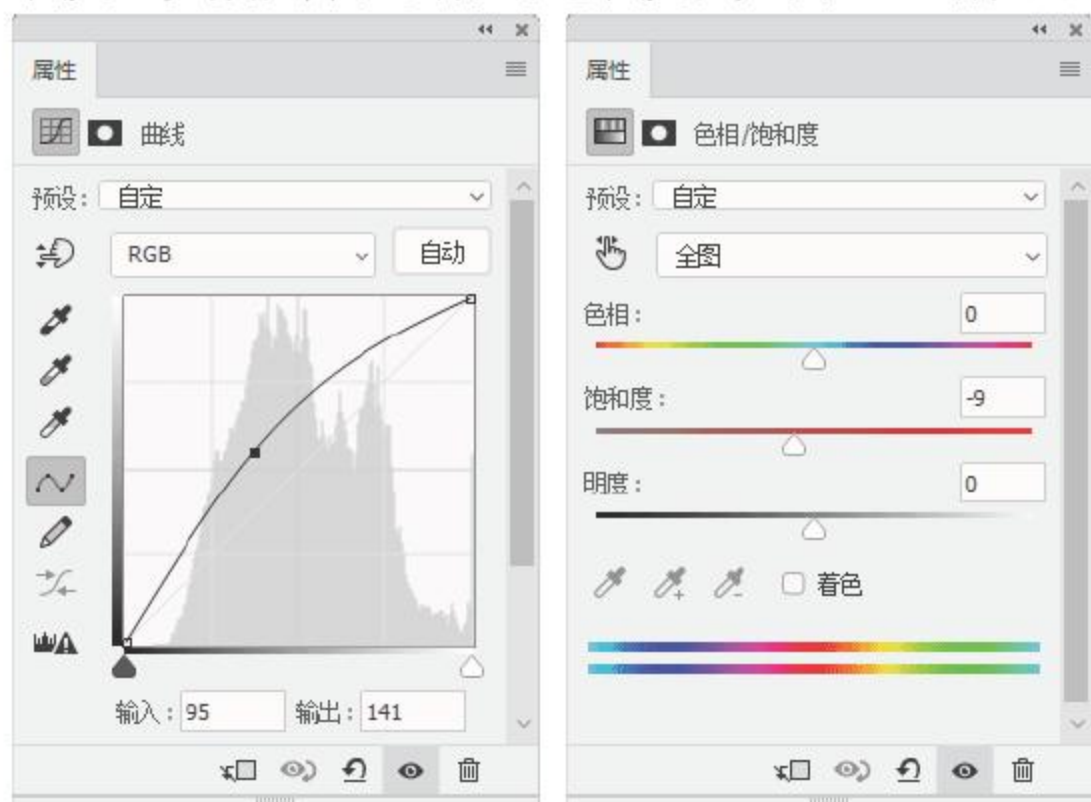 属性
曲线
预设: 自定
RGB 自动
输入: 95 输出: 141
属性
色相/饱和度
预设: 自定
全图
色相: 0
饱和度: -9
明度: 0
着色